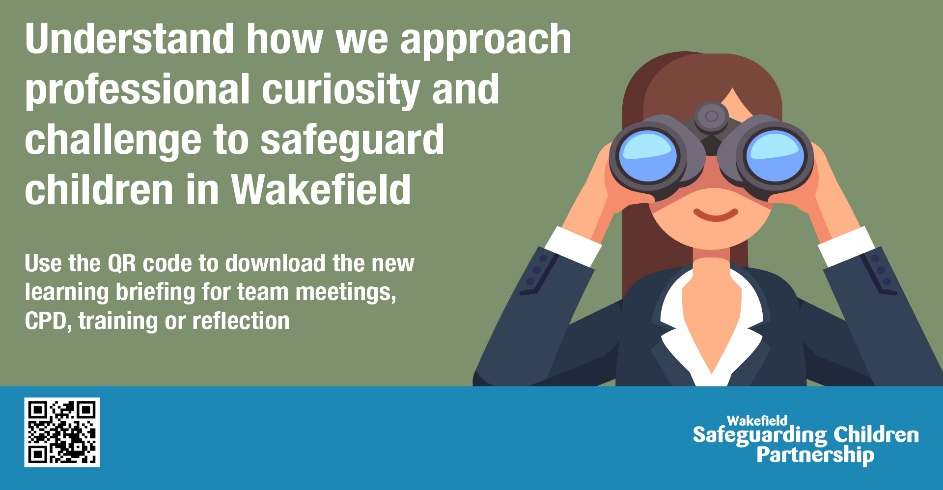 Understand how we approach
professional curiosity and
challenge to safeguard
children in Wakefield
Use the QR code to download the new
learning briefing for team meetings,
CPD, training or reflection
Wakefield
Safeguarding Children
Partnership